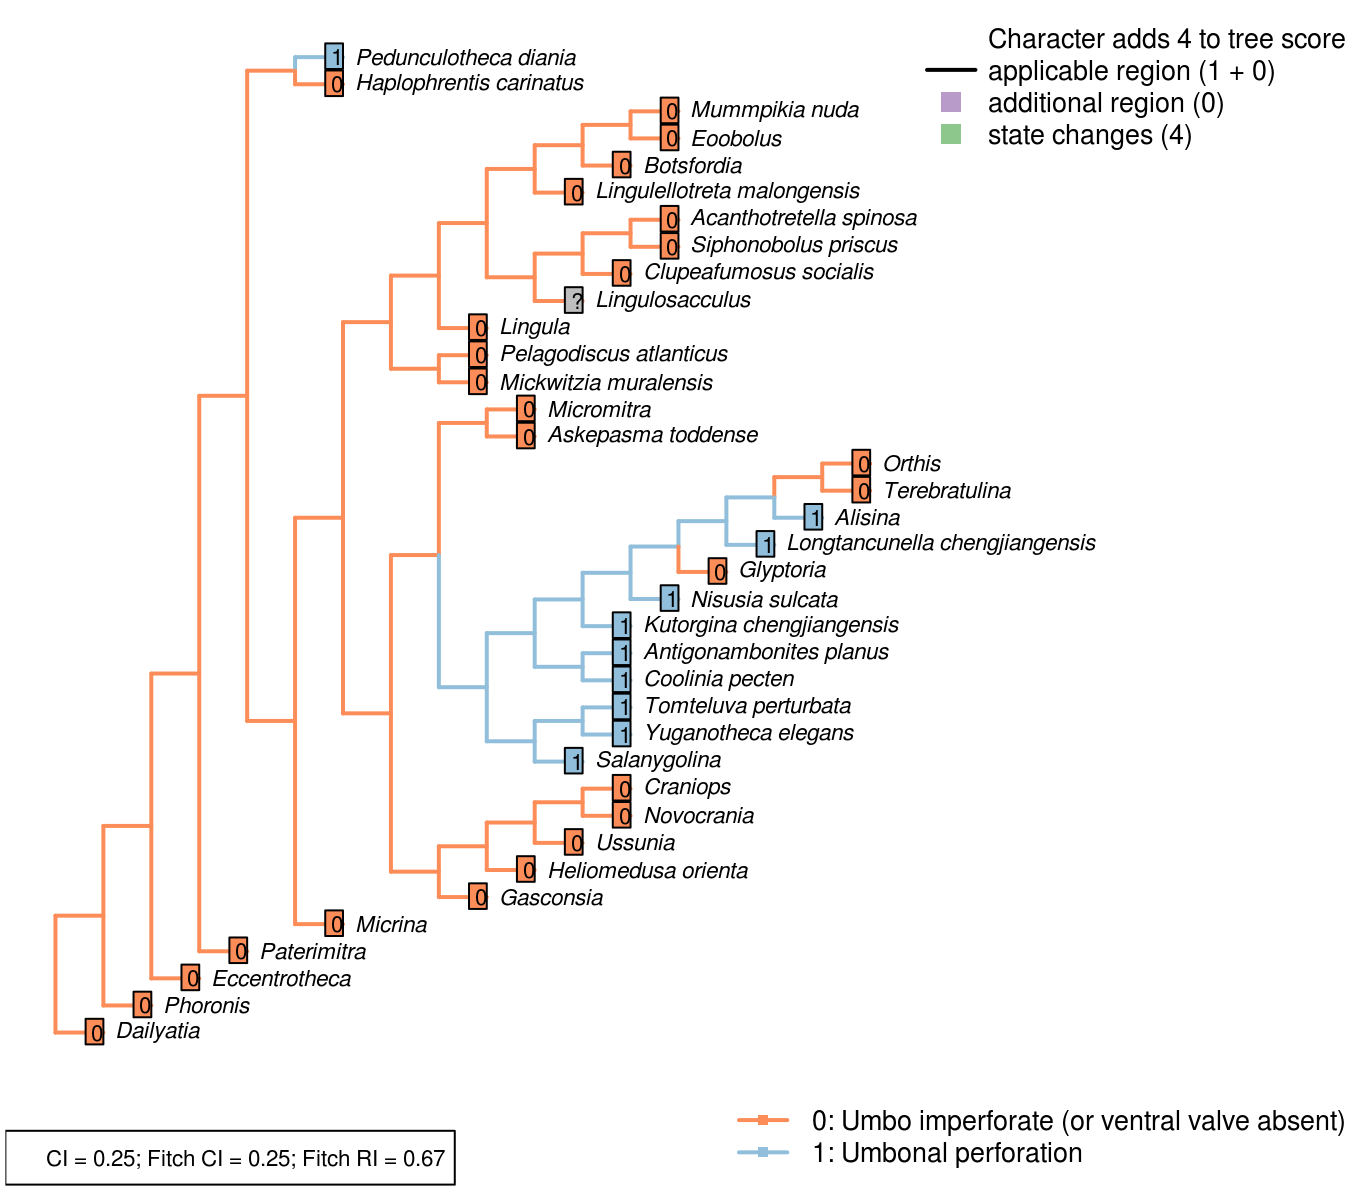 Character adds 4 to tree score
applicable region (1 + 0)
additional region (0)
state changes (4)
1 Pedunculotheca diania
0 Haplophrentis carinatus
0 Mummpikia nuda
0 Eoobolus
0 Botsfordia
0 Lingulellotreta malongensis
0 Acanthotretella spinosa
0 Siphonobolus priscus
0 Clupeafumosus socialis
? Lingulosacculus
0 Lingula
0 Pelagodiscus atlanticus
0 Mickwitzia muralensis
0 Micromitra
0 Askepasma toddense
0 Orthis
0 Terebratulina
1 Alisina
1 Longtancunella chengjiangensis
0 Glyptoria
1 Nisusia sulcata
1 Kutorgina chengjiangensis
1 Antigonambonites planus
1 Coolinia pecten
1 Tomteluva perturbata
1 Yuganotheca elegans
1 Salanygolina
0 Craniops
0 Novocrania
0 Ussunia
0 Heliomedusa orienta
0 Gasconsia
0 Micrina
0 Paterimitra
0 Eccentrotheca
0 Phoronis
0 Dailyatia
0: Umbo imperforate (or ventral valve absent)
1: Umbonal perforation
CI = 0.25; Fitch CI = 0.25; Fitch RI = 0.67